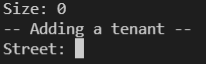 Size: 0
-- Adding a tenant --
Street: